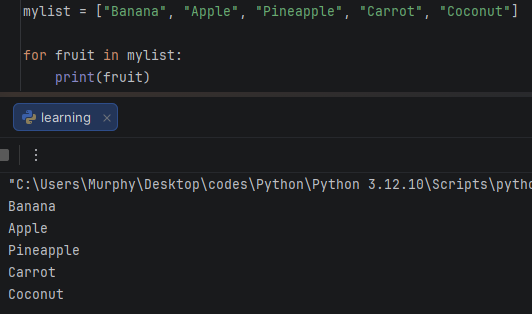 mylist = ["Banana", "Apple", "Pineapple", "Carrot", "Coconut"]
for fruit in mylist:
    print(fruit)
learning
"C:\Users\Murphy\Desktop\codes\Python\Python 3.12.10\Scripts\pytho
Banana
Apple
Pineapple
Carrot
Coconut